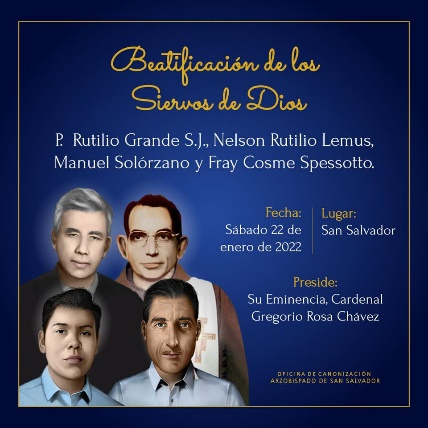 Beatificación de los
Siervos de Dios
P. Rutilio Grande S.J., Nelson Rutilio Lemus,
Manuel Solórzano y Fray Cosme Spessotto.
Fecha:
Sábado 22 de
enero de 2022
Lugar:
San Salvador
Preside:
Su Eminencia, Cardenal
Gregorio Rosa Chávez
OFICINA DE CANONIZACIÓN
ARZOBISPADO DE SAN SALVADOR